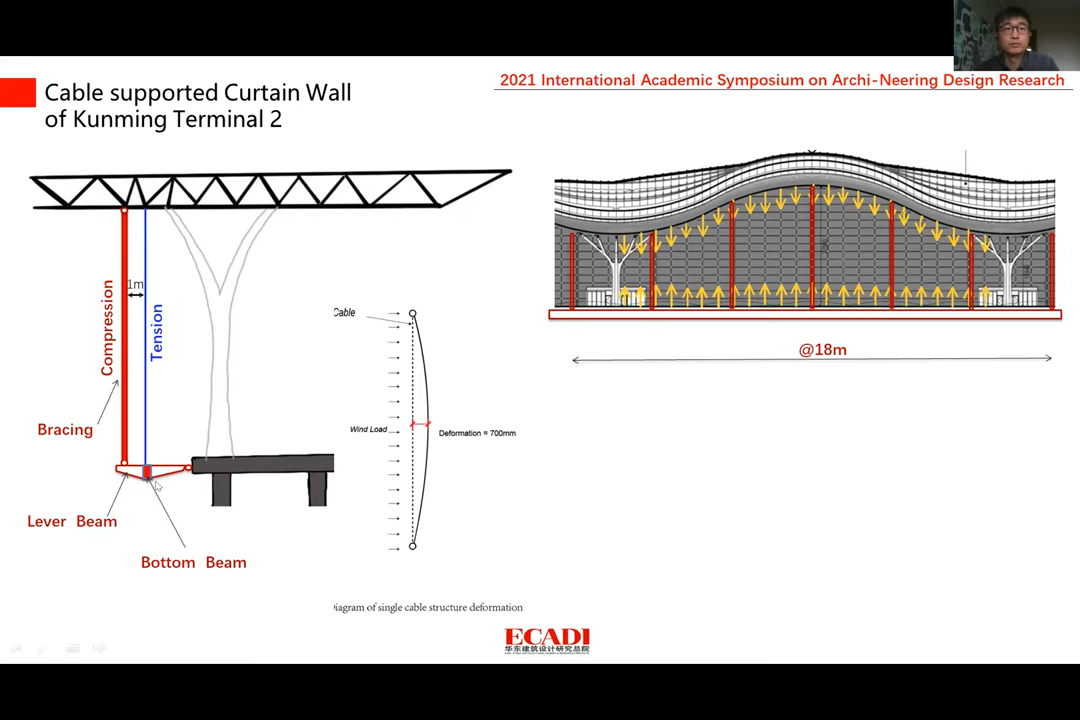 2021 International Academic Symposium on Archi-Neering Design Research
Cable supported Curtain Wall
of Kunming Terminal 2
1m
Compression
Tension
Bracing
Lever Beam
Bottom Beam
Cable
Wind Load
Deformation = 700mm
iagram of single cable structure deformation
@18m
ECADI
华东建筑设计研究总院